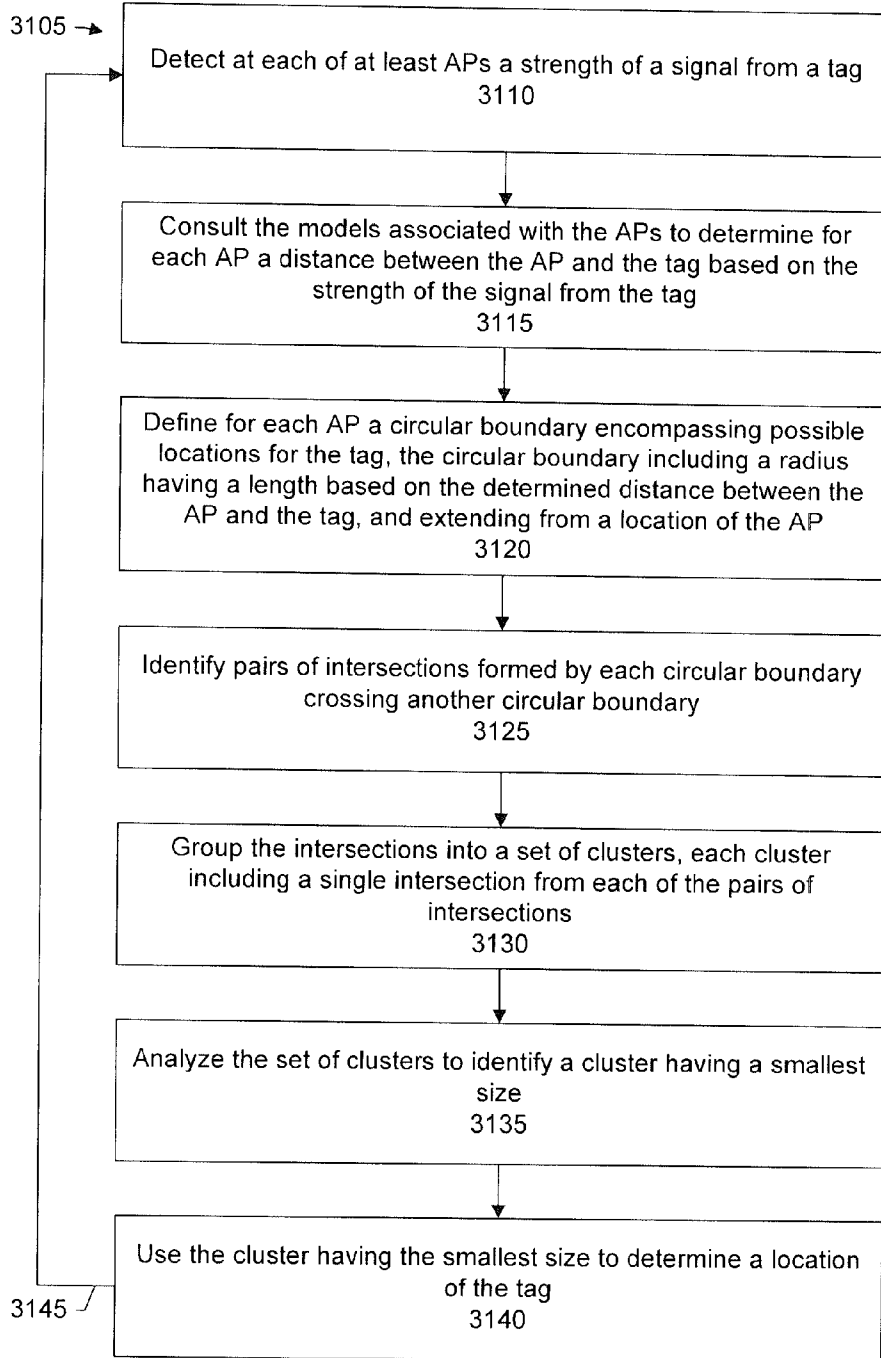 3105
Detect at each of at least APs a strength of a signal from a tag
3110
Consult the models associated with the APs to determine for
each AP a distance between the AP and the tag based on the
strength of the signal from the tag
3115
Define for each AP a circular boundary encompassing possible
locations for the tag, the circular boundary including a radius
having a length based on the determined distance between the
AP and the tag, and extending from a location of the AP
3120
Identify pairs of intersections formed by each circular boundary
crossing another circular boundary
3125
Group the intersections into a set of clusters, each cluster
including a single intersection from each of the pairs of
intersections
3130
Analyze the set of clusters to identify a cluster having a smallest
size
3135
Use the cluster having the smallest size to determine a location
of the tag
3140
3145